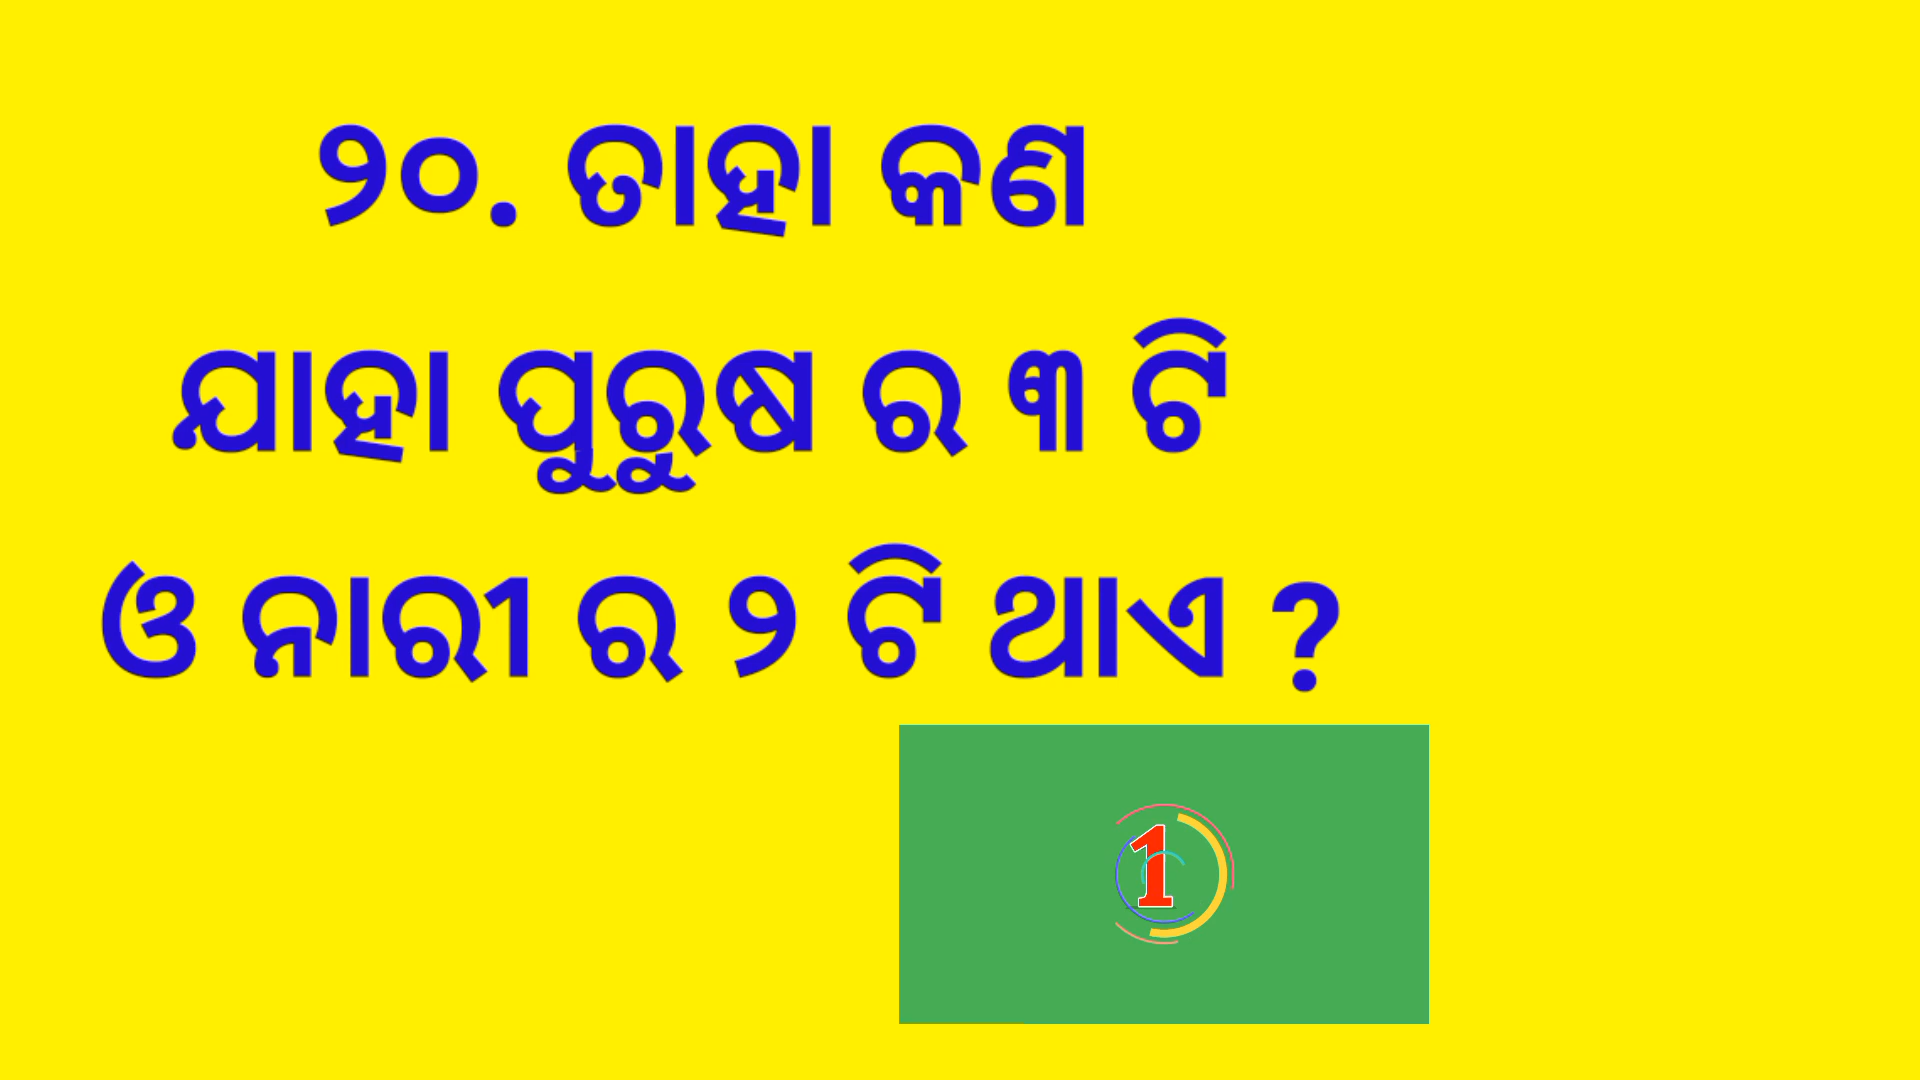 ୨୦. ତାହା କଣ
ଯାହା ପୁରୁଷ ର ୩ ଟି
ଓ ନାରୀ ର ୨ ଟି ଥାଏ ?
1